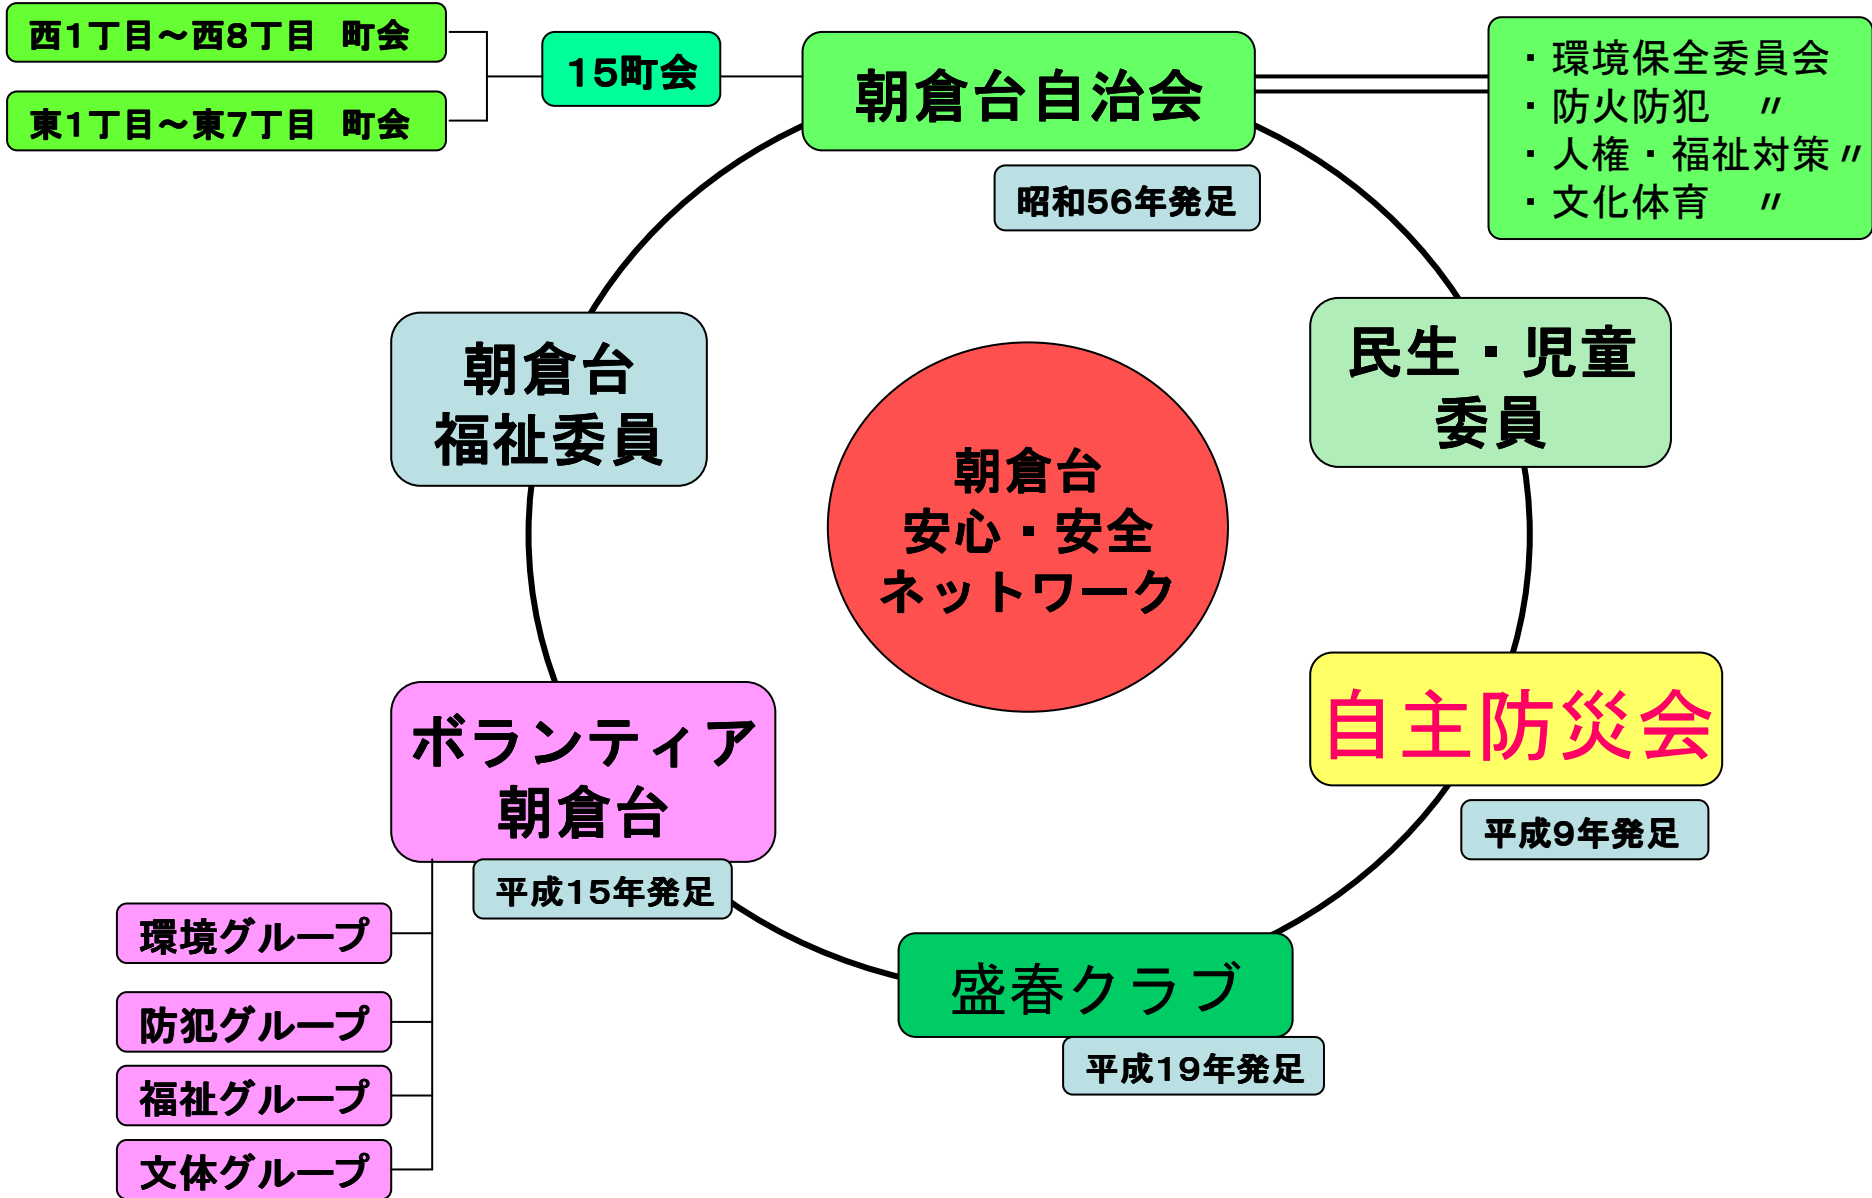 西1丁目～西8丁目　町会
東1丁目～東7丁目　町会
15町会
朝倉台自治会
昭和56年発足
・環境保全委員会
・防火防犯　〃
・人権・福祉対策〃
・文化体育　〃
朝倉台
福祉委員
民生・児童
委員
朝倉台
安心・安全
ネットワーク
ボランティア
朝倉台
平成15年発足
自主防災会
平成9年発足
盛春クラブ
平成19年発足
環境グループ
防犯グループ
福祉グループ
文体グループ